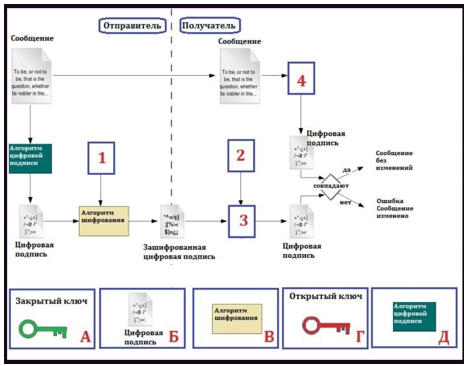 Отправитель
Получатель
Сообщение
Сообщение
To be, or not to
be, that is the
question, whether
tis nobler in the...
To be, or not to
be, that is the
question, whether
tis nobler in the...
4
Алгоритм
цифровой
подписи
1
2
Цифровая
подпись
да
Сообщение
без
изменений
совпадают
нет
Ошибка
Сообщение
изменено
Алгоритм
шифрования
3
Цифровая
подпись
Зашифрованная
цифровая подпись
Цифровая
подпись
Закрытый ключ
А
Цифровая
подпись
Б
Алгоритм
шифрования
В
Открытый ключ
Г
Алгоритм
цифровой
подписи
Д